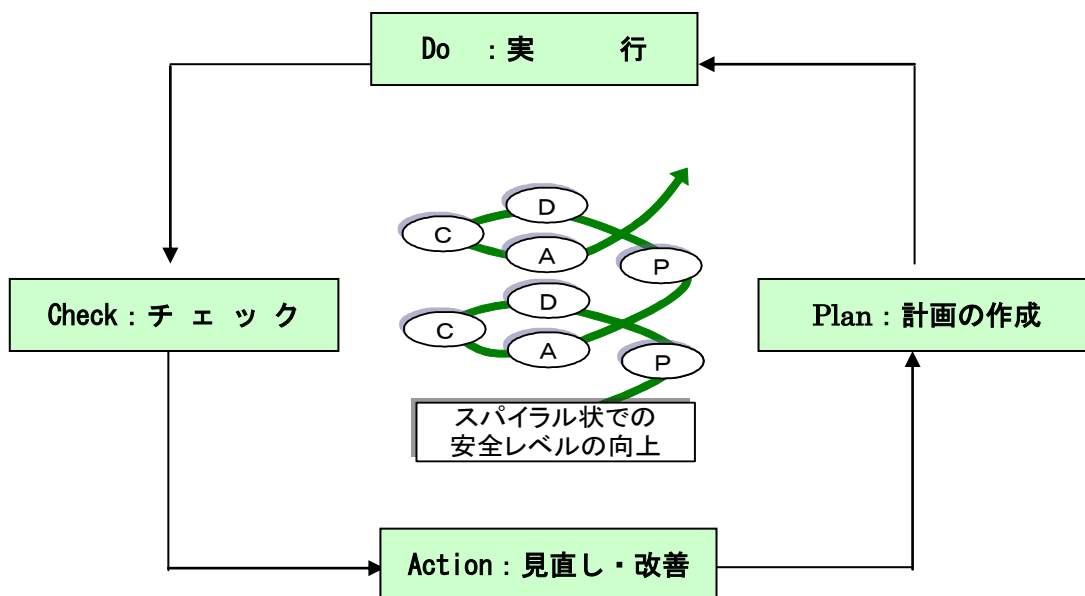 Do ：実　　行
D
C
A
P
Check：チ ェ ッ ク
Plan：計画の作成
D
C
A
P
スパイラル状での
安全レベルの向上
Action：見直し・改善